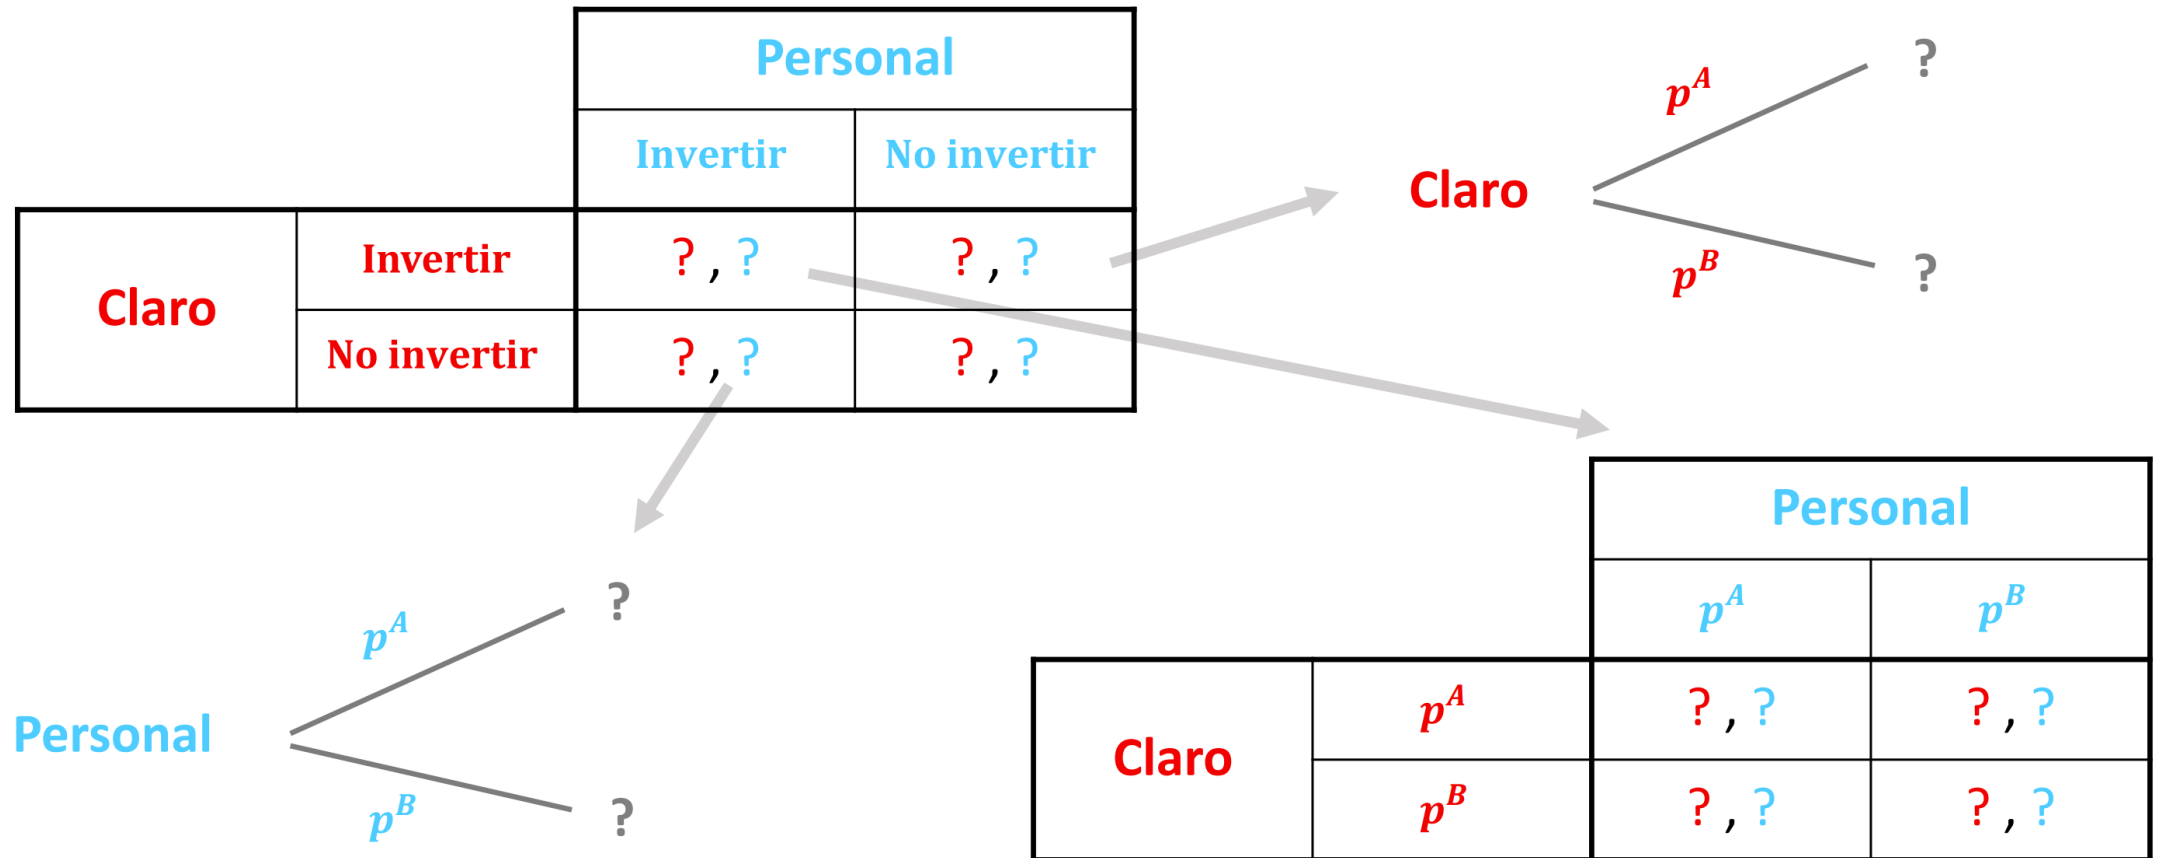 Personal
Invertir No invertir
Claro
Invertir ? , ? ? , ?
No invertir ? , ? ? , ?
Claro
p^A ?
p^B ?
Personal
p^A ?
p^B ?
Personal
p^A p^B
Claro
p^A ? , ? ? , ?
p^B ? , ? ? , ?